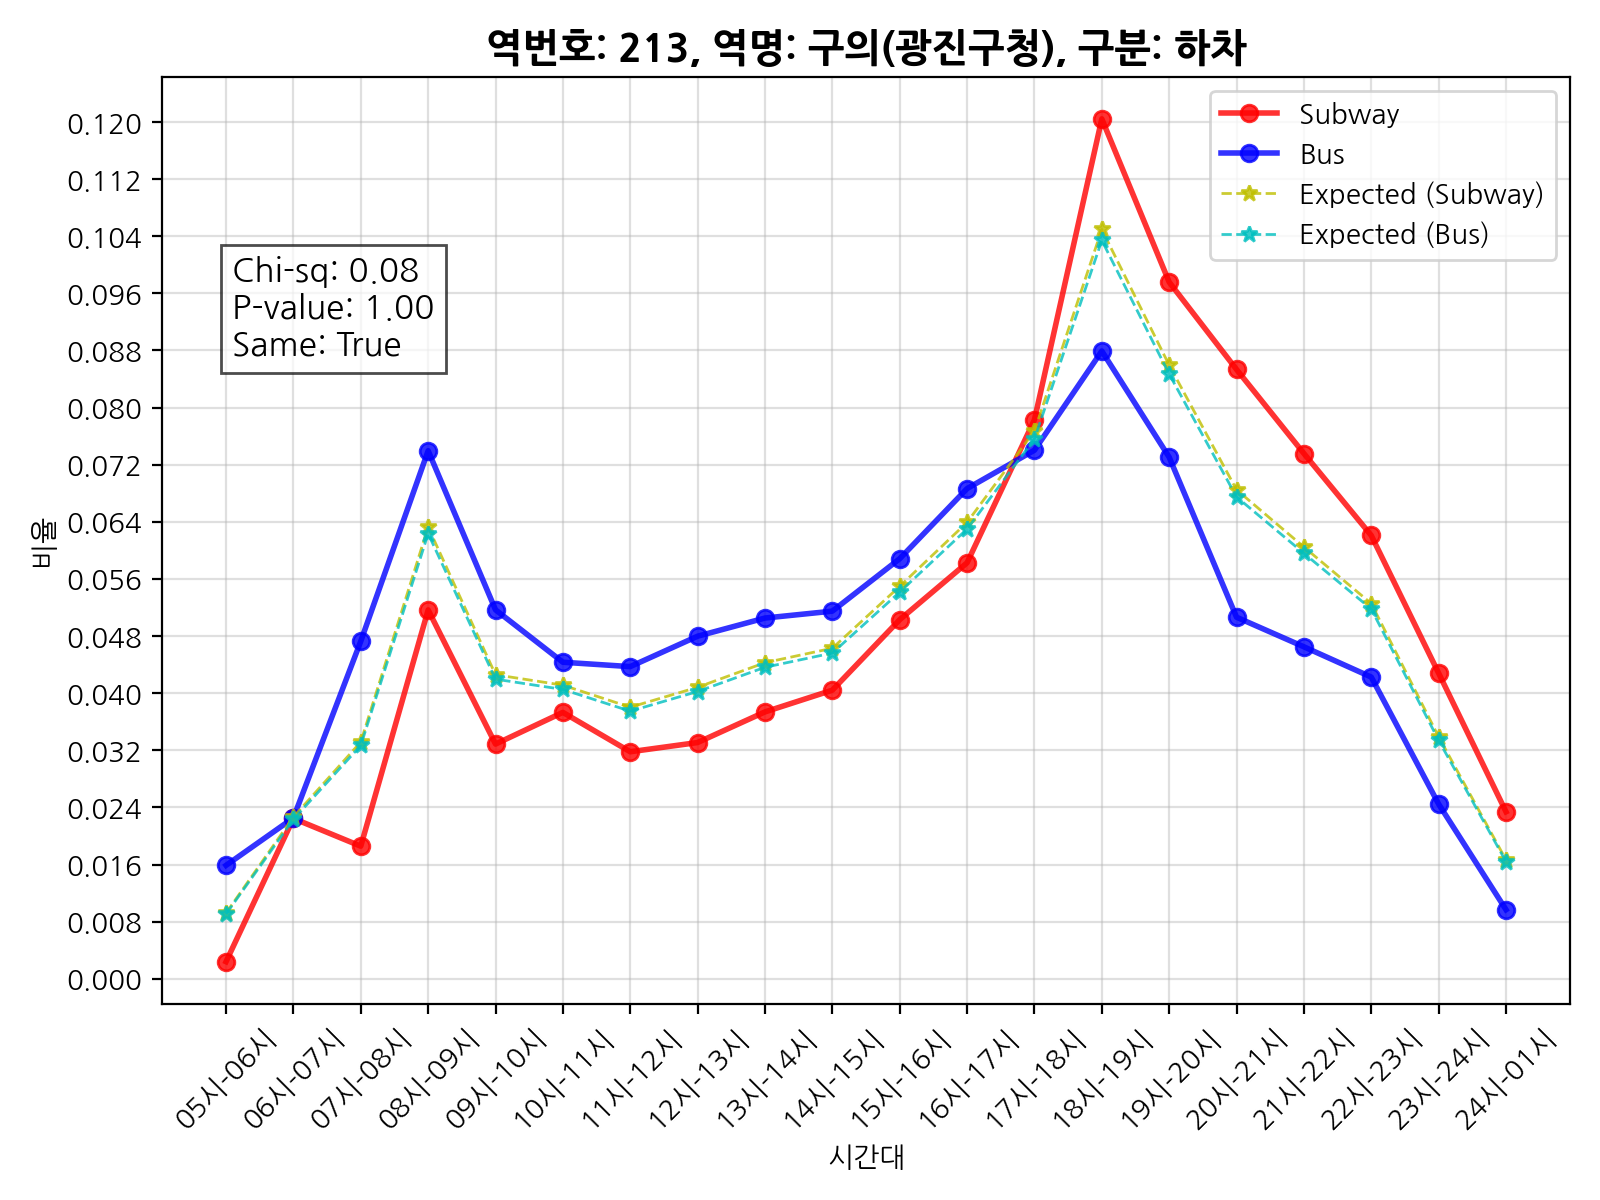 역번호: 213, 역명: 구의(광진구청), 구분: 하차
Subway
Bus
Expected (Subway)
Expected (Bus)
Chi-sq: 0.08
P-value: 1.00
Same: True
비율
0.120
0.112
0.104
0.096
0.088
0.080
0.072
0.064
0.056
0.048
0.040
0.032
0.024
0.016
0.008
0.000
05시-06시
06시-07시
07시-08시
08시-09시
09시-10시
10시-11시
11시-12시
12시-13시
13시-14시
14시-15시
15시-16시
16시-17시
17시-18시
18시-19시
19시-20시
20시-21시
21시-22시
22시-23시
23시-24시
24시-01시
시간대